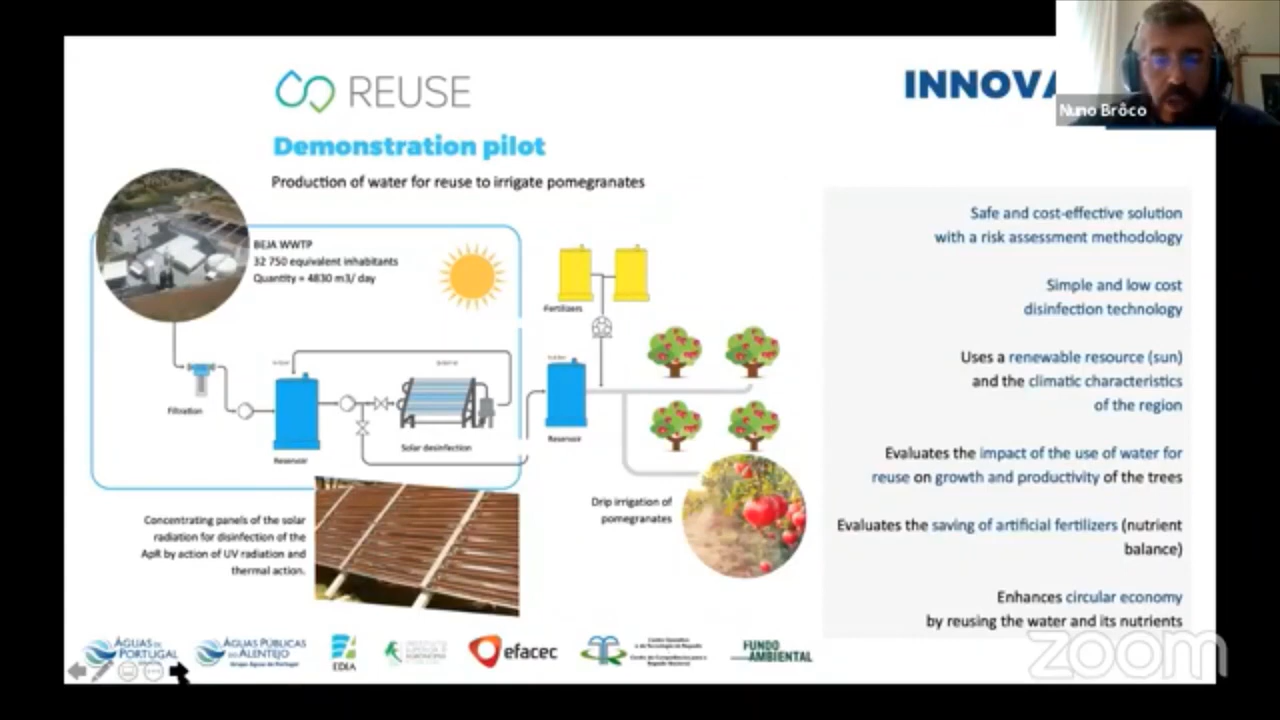 REUSE
INNOVA
Nuno Brôco
Demonstration pilot
Production of water for reuse to irrigate pomegranates
BEJA WWTP
32 750 equivalent inhabitants
Quantity = 4830 m3/ day
Fertilizers
Filtration
Reservoir
Solar desinfection
Reservoir
Drip irrigation of
pomegranates
Concentrating panels of the solar
radiation for disinfection of the
ApR by action of UV radiation and
thermal action.
Safe and cost-effective solution
with a risk assessment methodology
Simple and low cost
disinfection technology
Uses a renewable resource (sun)
and the climatic characteristics
of the region
Evaluates the impact of the use of water for
reuse on growth and productivity of the trees
Evaluates the saving of artificial fertilizers (nutrient
balance)
Enhances circular economy
by reusing the water and its nutrients
ÁGUAS DE
PORTUGAL
ÁGUAS PÚBLICAS
DO ALENTEJO
Grupo Águas de Portugal
EDIA
efacec
FUNDO
AMBIENTAL
zoom